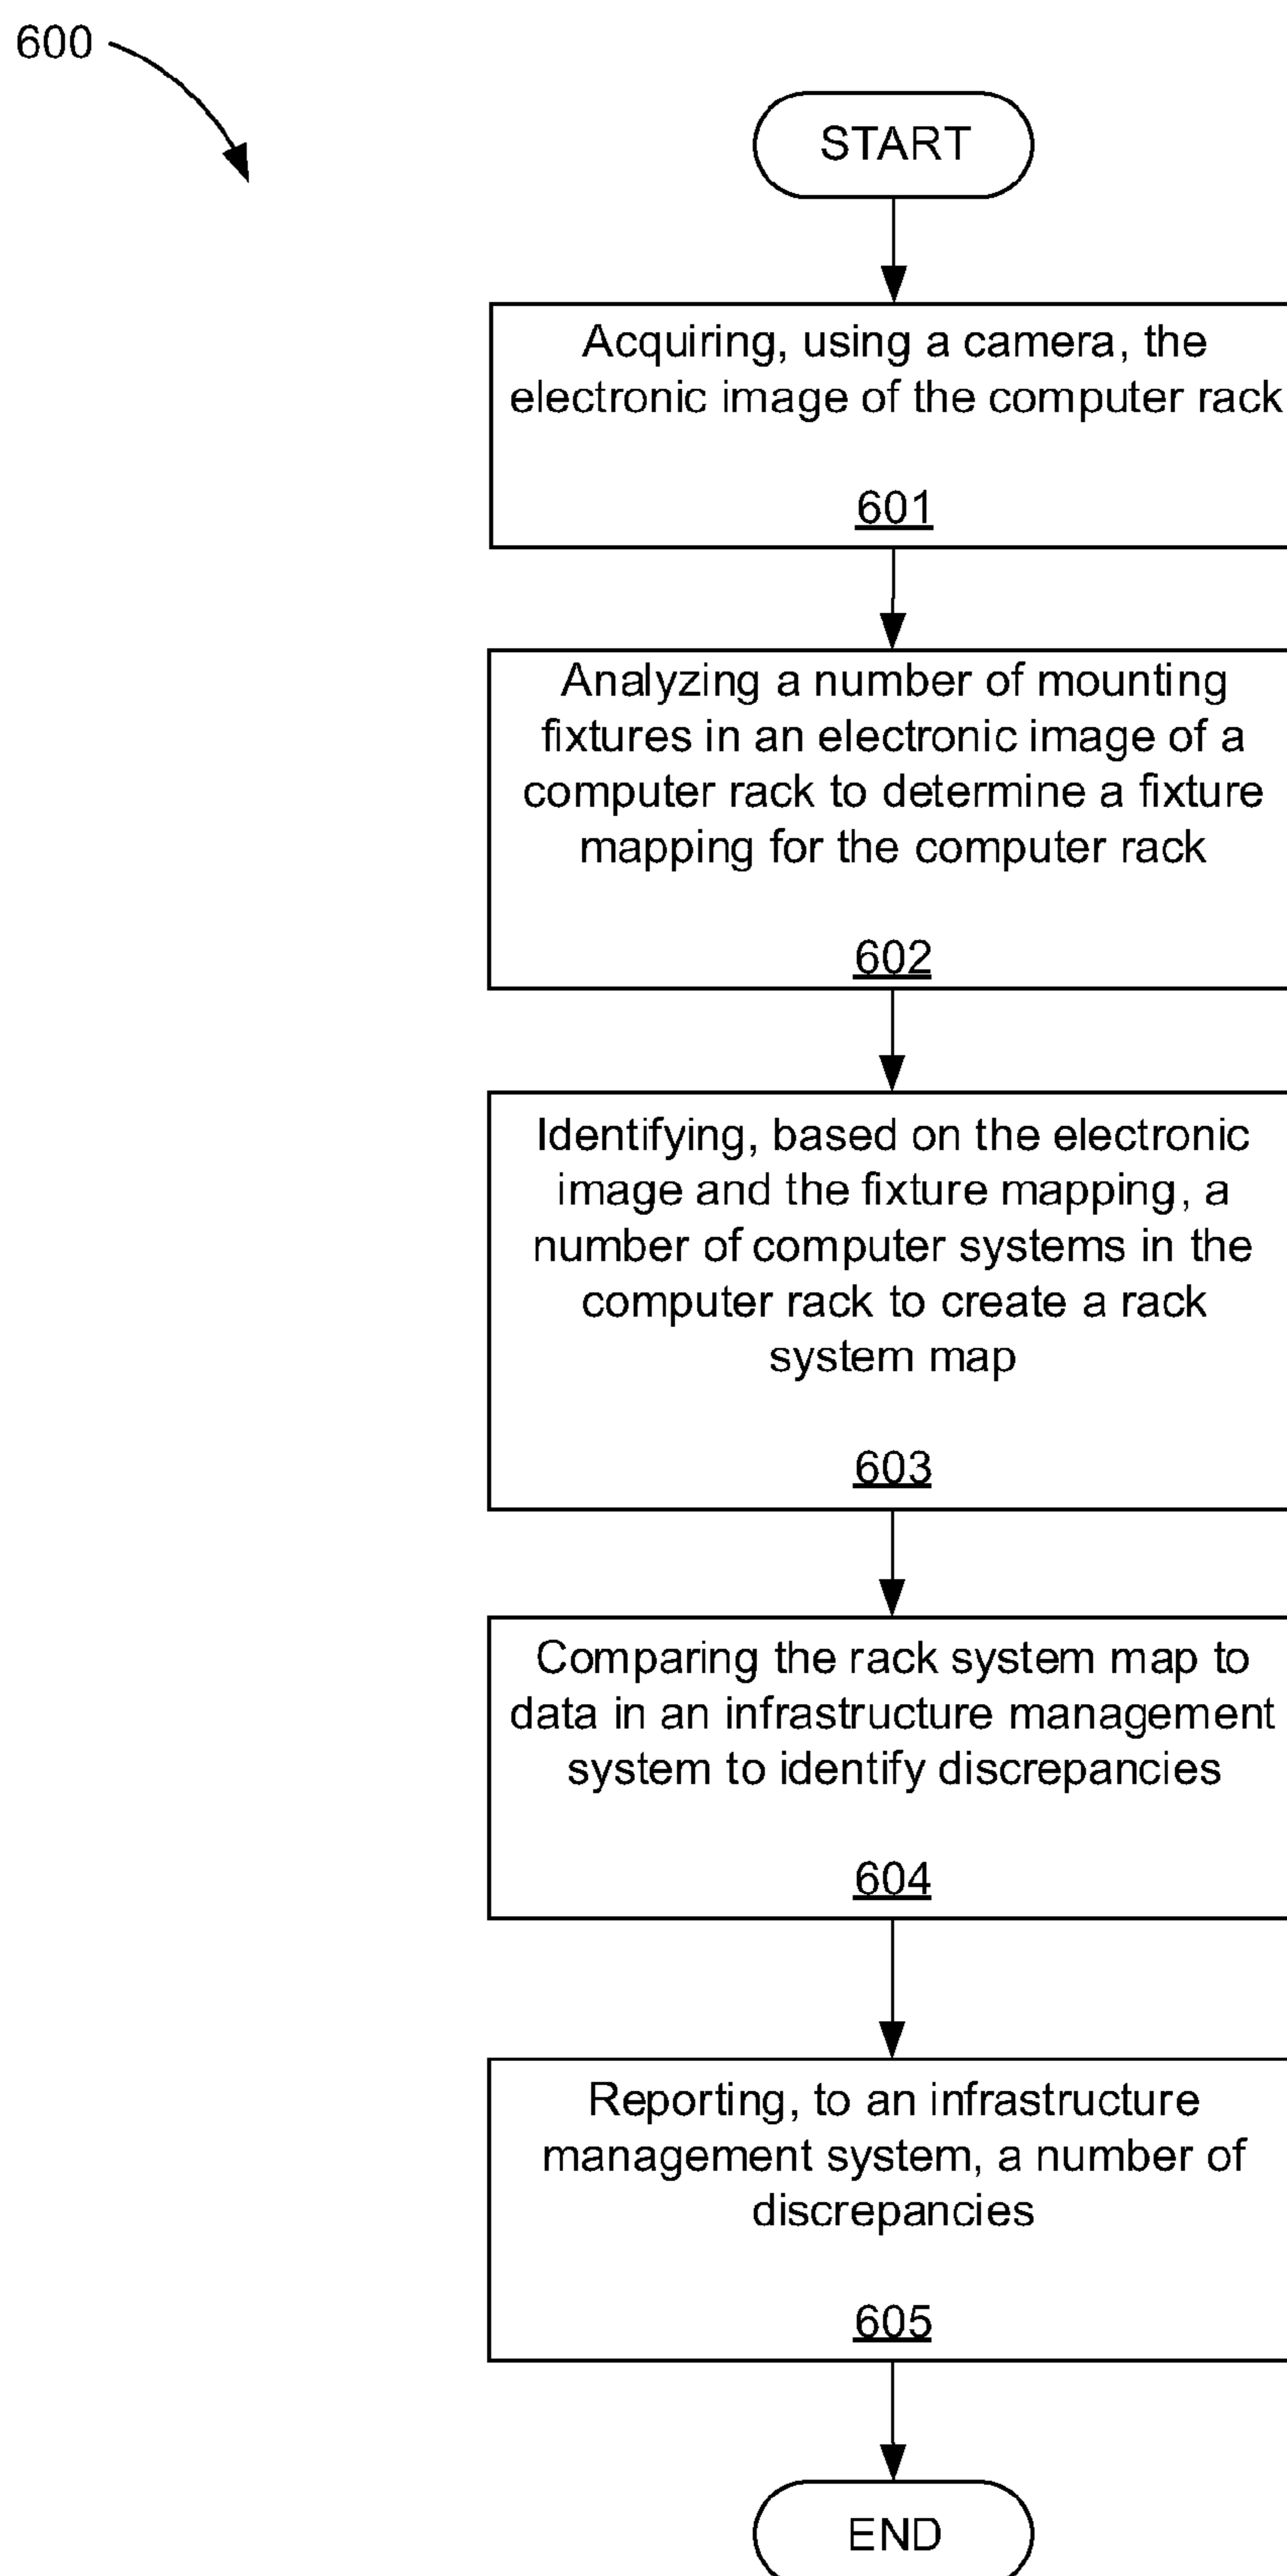 600
START
Acquiring, using a camera, the
electronic image of the computer rack
601
Analyzing a number of mounting
fixtures in an electronic image of a
computer rack to determine a fixture
mapping for the computer rack
602
Identifying, based on the electronic
image and the fixture mapping, a
number of computer systems in the
computer rack to create a rack
system map
603
Comparing the rack system map to
data in an infrastructure management
system to identify discrepancies
604
Reporting, to an infrastructure
management system, a number of
discrepancies
605
END